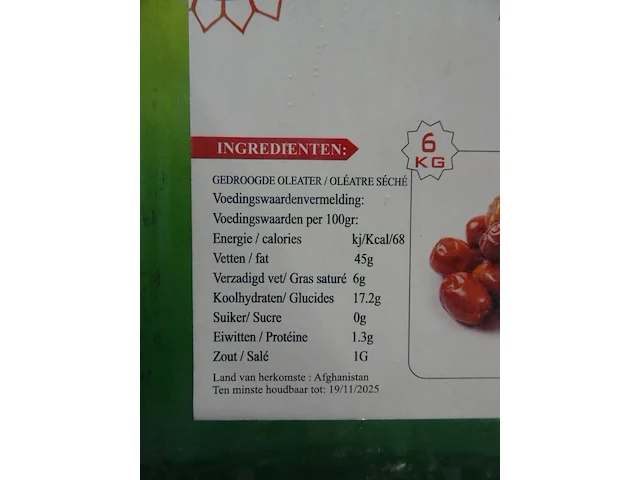 INGREDIENTEN:
6
KG
GEDROOGDE OLEATER / OLÉATRE SÉCHÉ
Voedingswaardenvermelding:
Voedingswaarden per 100gr:
Energie / calories kj/Kcal/68
Vetten / fat 45g
Verzadigd vet/ Gras saturé 6g
Koolhydraten/ Glucides 17.2g
Suiker/ Sucre 0g
Eiwitten / Protéine 1.3g
Zout / Salé 1G
Land van herkomste : Afghanistan
Ten minste houdbaar tot: 19/11/2025